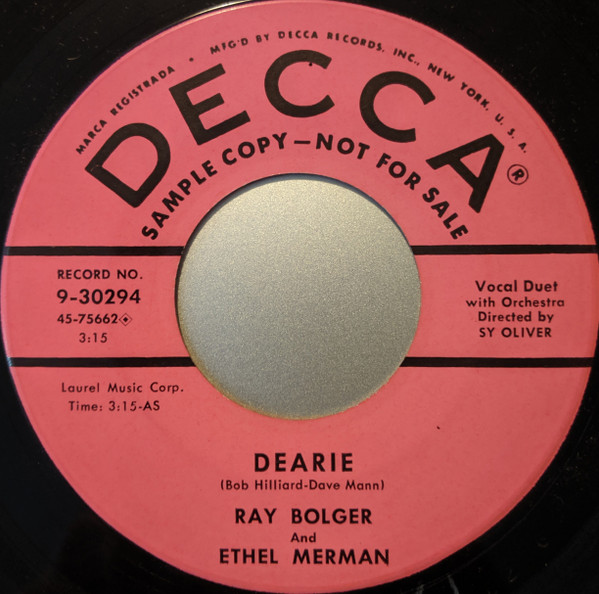 MARCA REGISTRADA • MFG'D BY DECCA RECORDS, INC., NEW YORK, U. S. A.
DECCA®
SAMPLE COPY—NOT FOR SALE
RECORD NO.
9-30294
45-75662
3:15
Vocal Duet
with Orchestra
Directed by
SY OLIVER
Laurel Music Corp.
Time: 3:15-AS
DEARIE
(Bob Hilliard-Dave Mann)
RAY BOLGER
And
ETHEL MERMAN